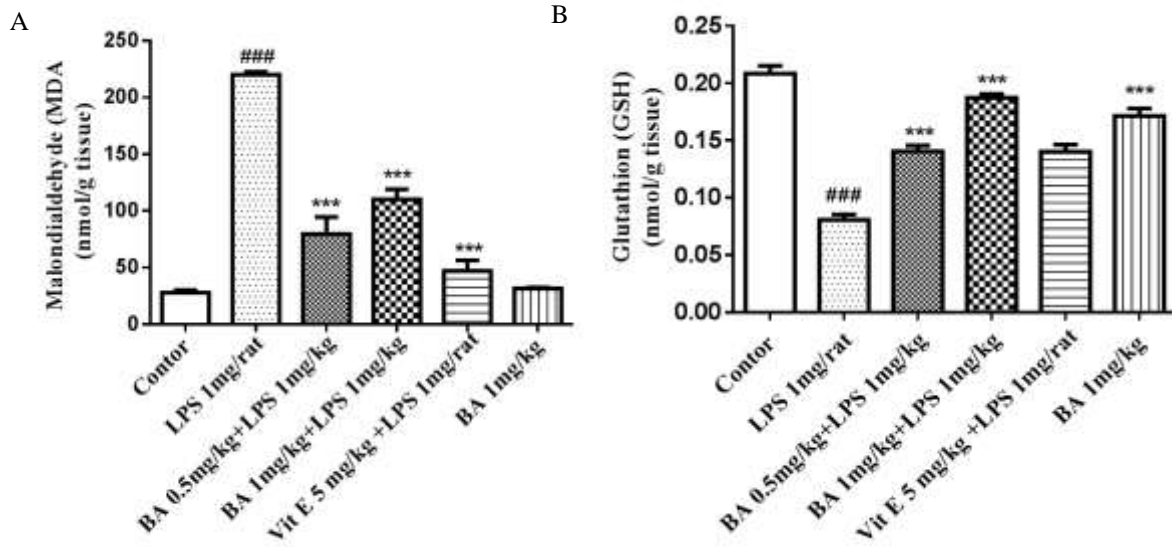 A
Malondialdehyde (MDA
(nmol/g tissue)
250
200
150
100
50
0
###
***
***
***
Contor
LPS 1mg/rat
BA 0.5mg/kg+LPS 1mg/kg
BA 1mg/kg+LPS 1mg/kg
Vit E 5 mg/kg +LPS 1mg/rat
BA 1mg/kg
B
Glutathion (GSH)
(nmol/g tissue)
0.25
0.20
0.15
0.10
0.05
0.00
###
***
***
***
Contor
LPS 1mg/rat
BA 0.5mg/kg+LPS 1mg/kg
BA 1mg/kg+LPS 1mg/kg
Vit E 5 mg/kg +LPS 1mg/rat
BA 1mg/kg